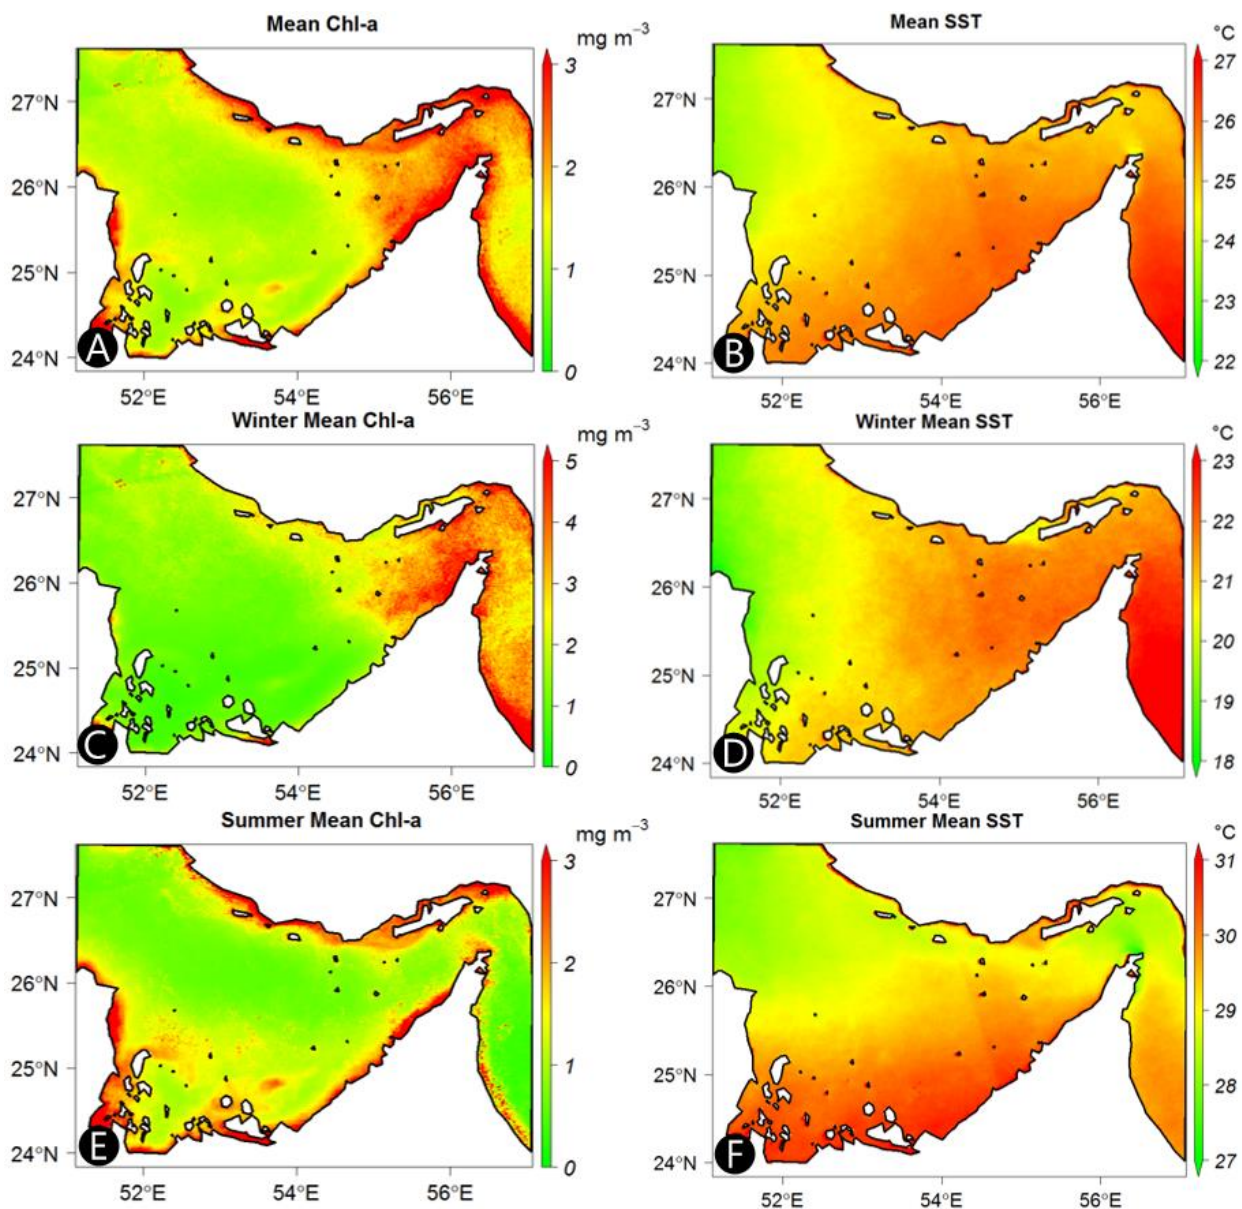 Mean Chl-a
mg m⁻³
3
2
1
0
27°N
26°N
25°N
24°N
52°E
54°E
56°E
A
Mean SST
°C
27
26
25
24
23
22
27°N
26°N
25°N
24°N
52°E
54°E
56°E
B
Winter Mean Chl-a
mg m⁻³
5
4
3
2
1
0
27°N
26°N
25°N
24°N
52°E
54°E
56°E
C
Winter Mean SST
°C
23
22
21
20
19
18
27°N
26°N
25°N
24°N
52°E
54°E
56°E
D
Summer Mean Chl-a
mg m⁻³
3
2
1
0
27°N
26°N
25°N
24°N
52°E
54°E
56°E
E
Summer Mean SST
°C
31
30
29
28
27
27°N
26°N
25°N
24°N
52°E
54°E
56°E
F